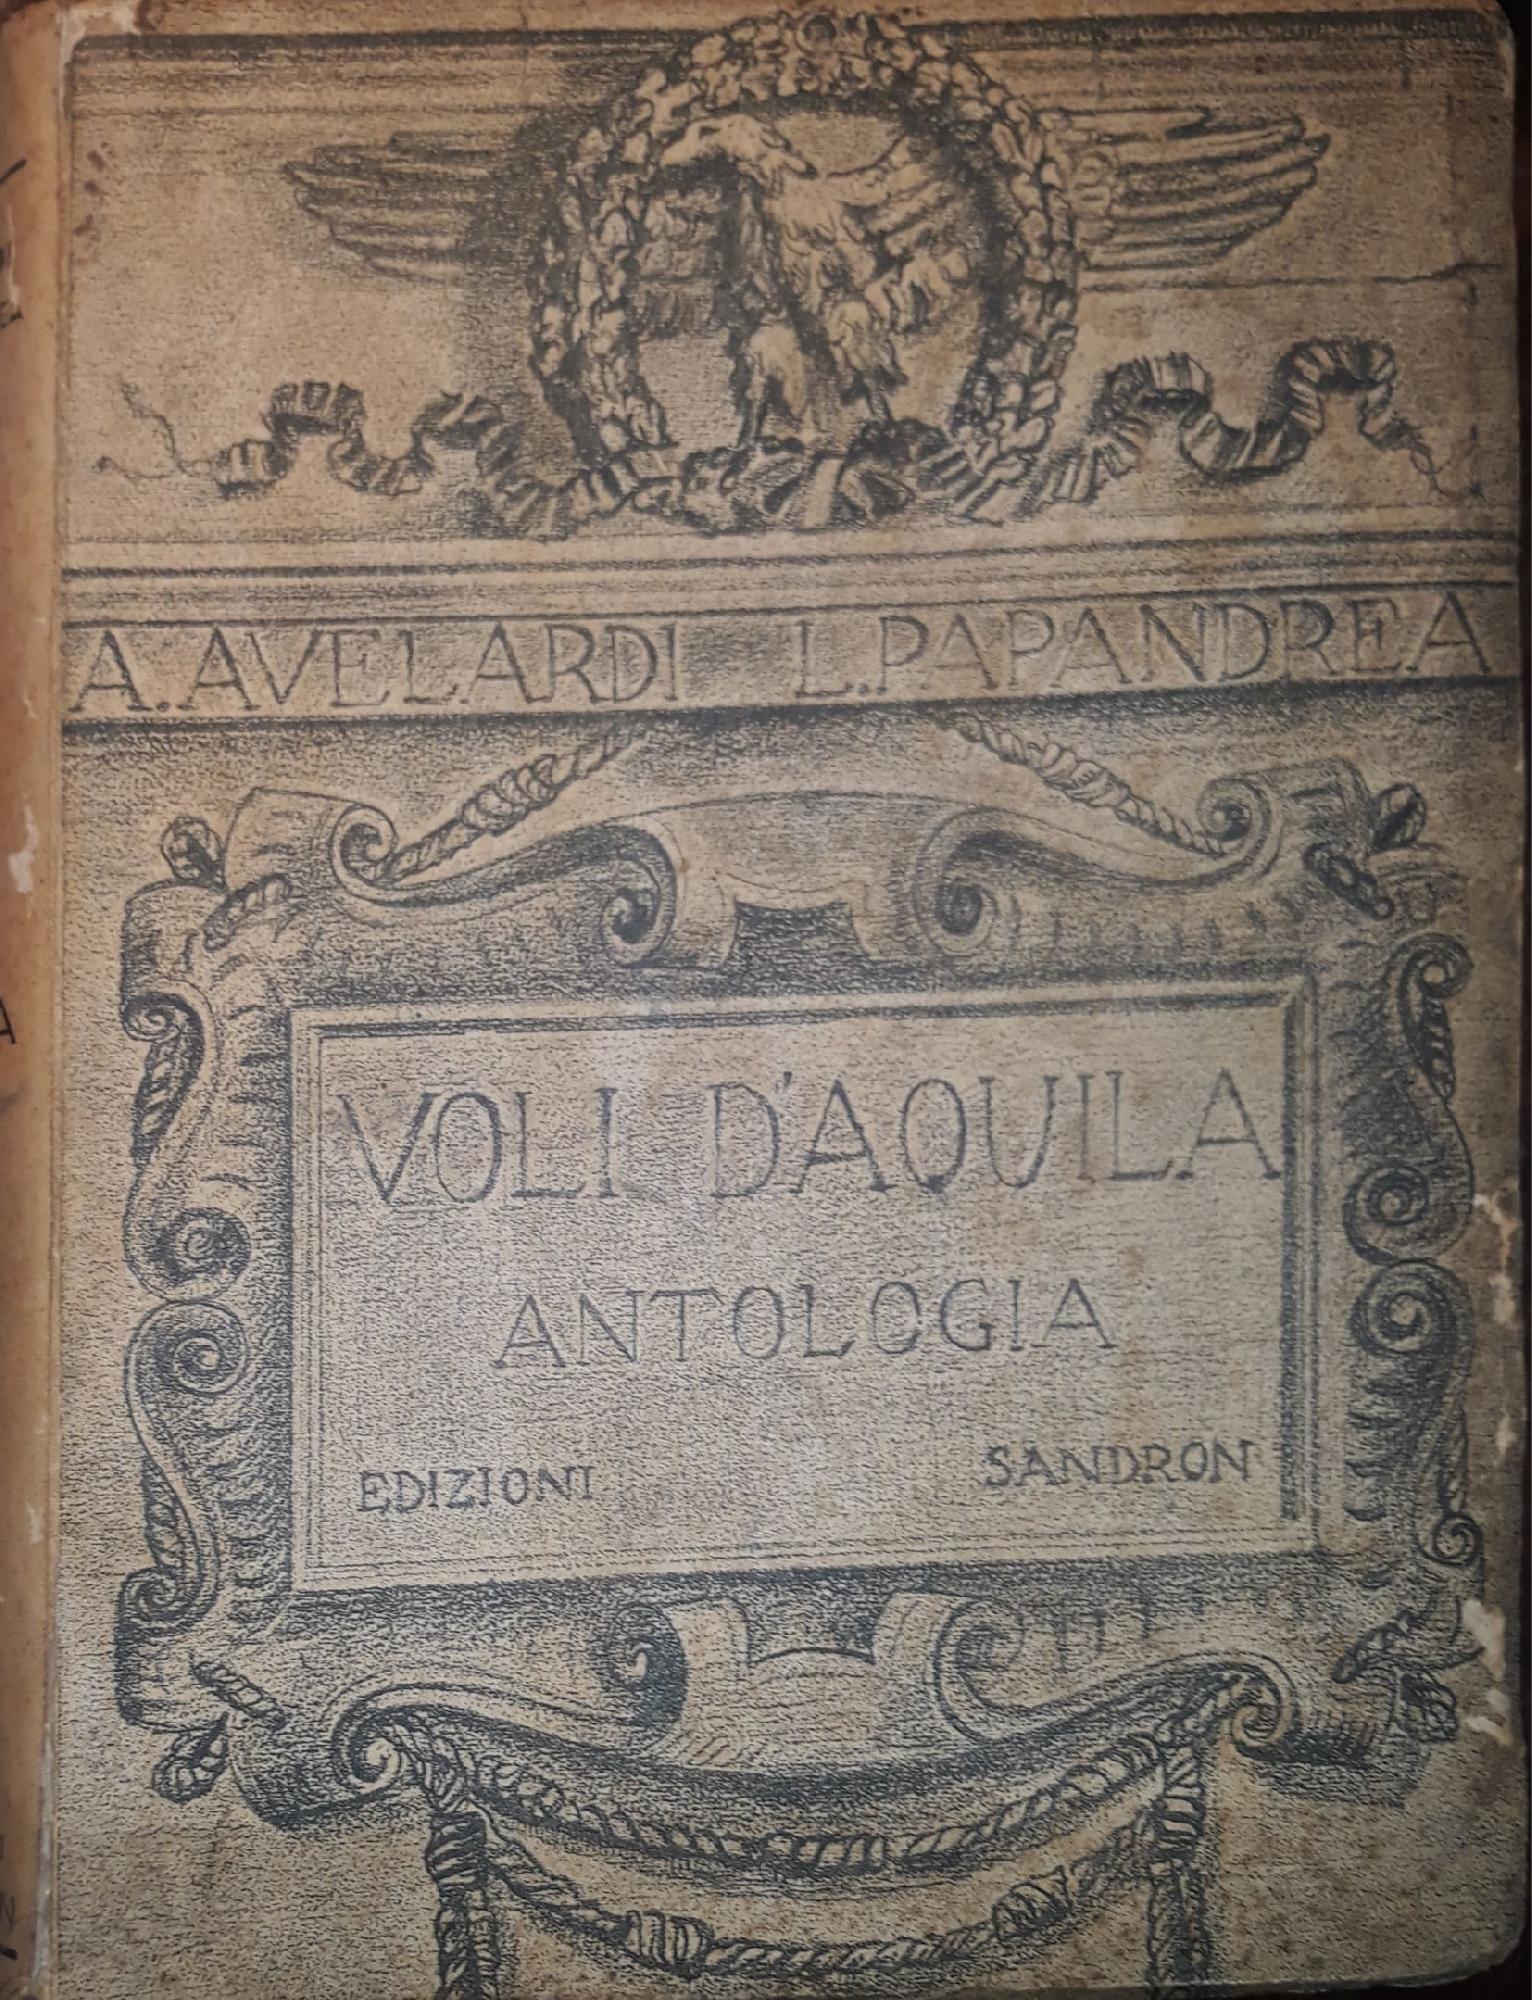 A. AVELARDI L. PAPANDREA
VOLI D'AQUILA
ANTOLOGIA
EDIZIONI SANDRON